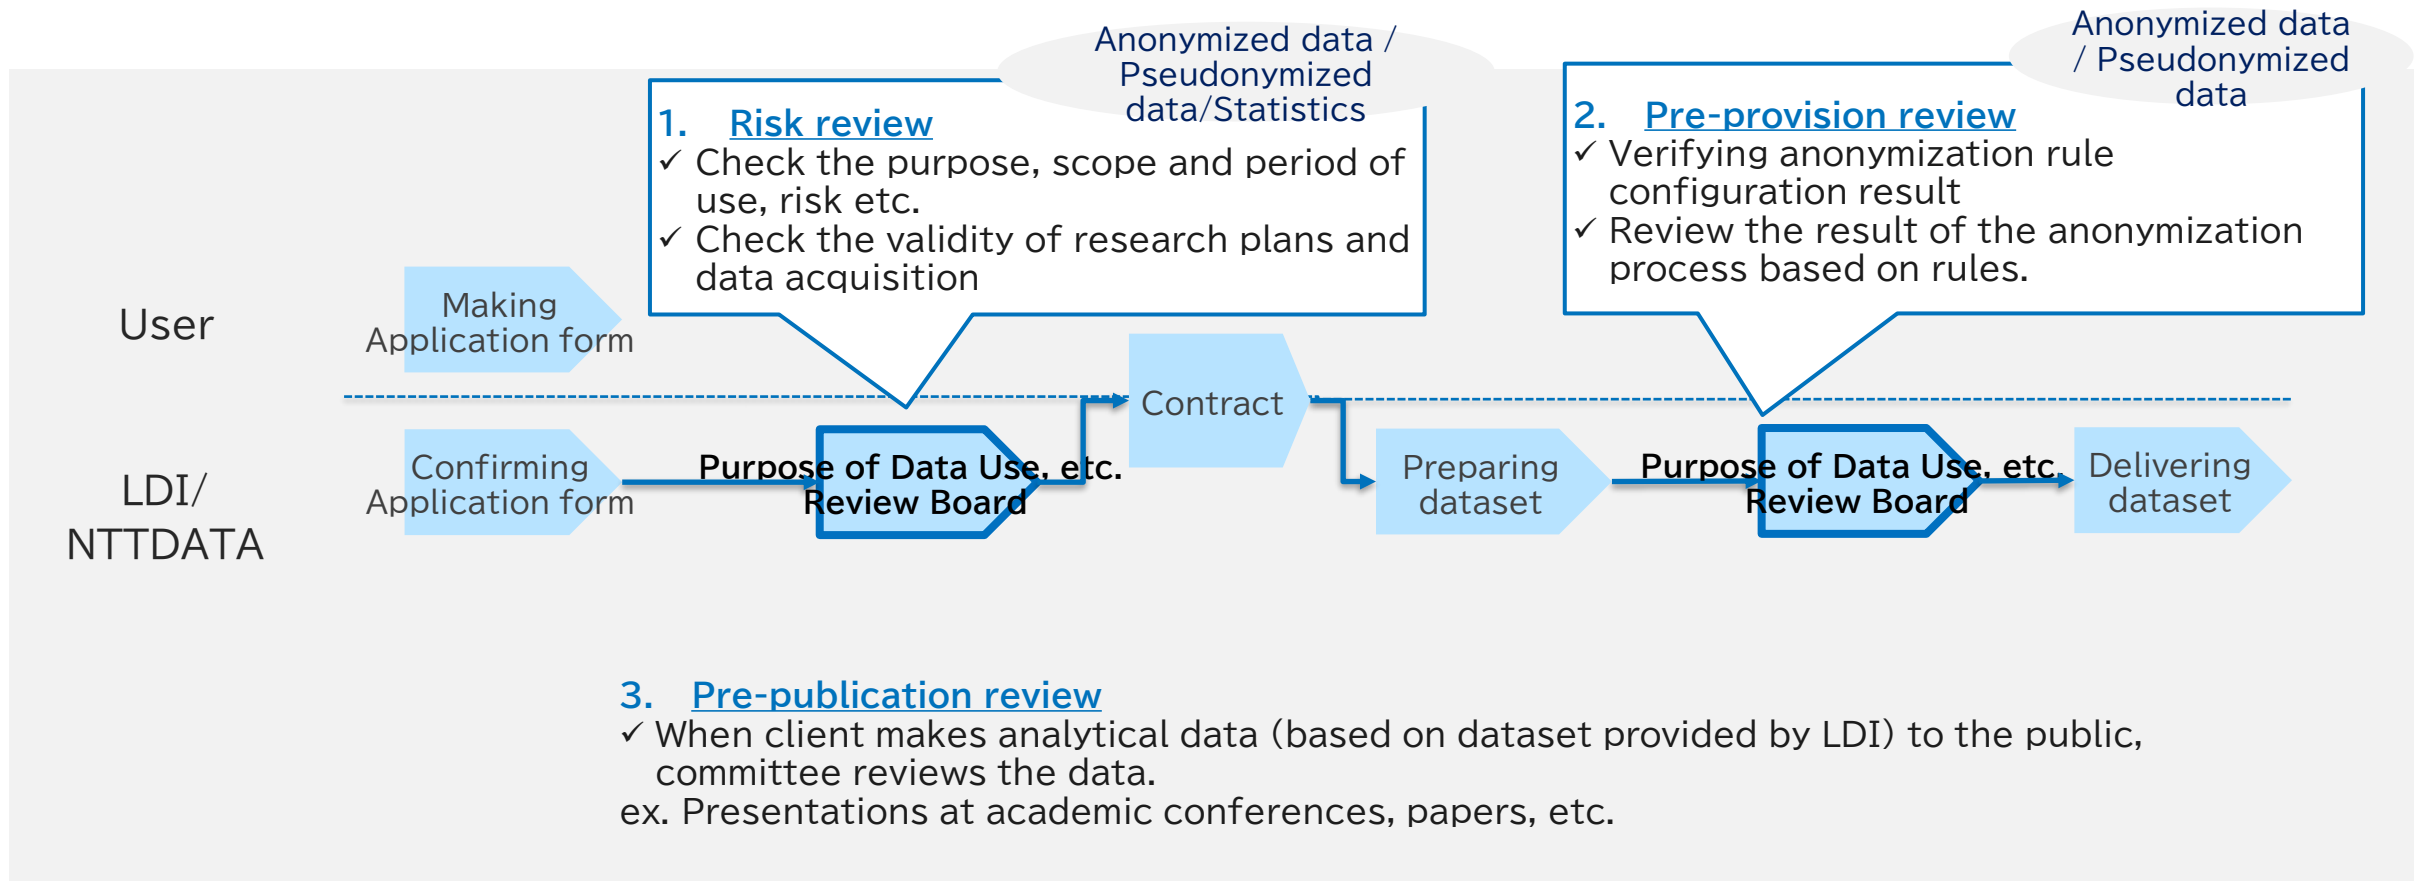 Anonymized data /
Pseudonymized
data/Statistics
Anonymized data
/ Pseudonymized
data
1. Risk review
✓ Check the purpose, scope and period of
use, risk etc.
✓ Check the validity of research plans and
data acquisition
2. Pre-provision review
✓ Verifying anonymization rule
configuration result
✓ Review the result of the anonymization
process based on rules.
User
Making
Application form
Contract
LDI/
NTTDATA
Confirming
Application form
Purpose of Data Use, etc.
Review Board
Preparing
dataset
Purpose of Data Use, etc.
Review Board
Delivering
dataset
3. Pre-publication review
✓ When client makes analytical data (based on dataset provided by LDI) to the public,
committee reviews the data.
ex. Presentations at academic conferences, papers, etc.